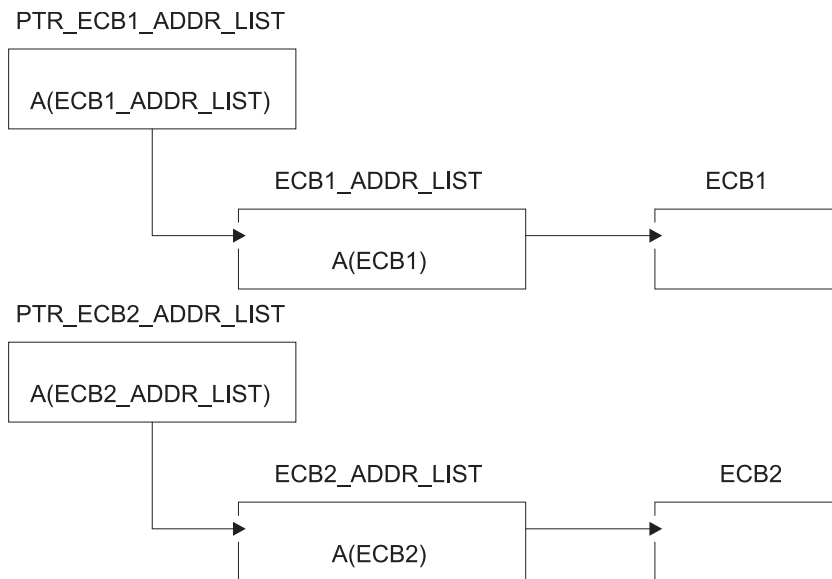 PTR_ECB1_ADDR_LIST
A(ECB1_ADDR_LIST)
ECB1_ADDR_LIST
ECB1
A(ECB1)
PTR_ECB2_ADDR_LIST
A(ECB2_ADDR_LIST)
ECB2_ADDR_LIST
ECB2
A(ECB2)